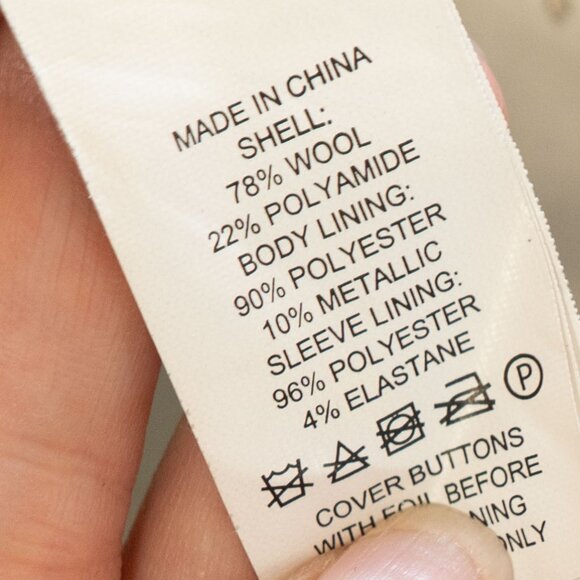 MADE IN CHINA
SHELL:
78% WOOL
22% POLYAMIDE
BODY LINING:
90% POLYESTER
10% METALLIC
SLEEVE LINING:
96% POLYESTER
4% ELASTANE
P
COVER BUTTONS
WITH FOIL BEFORE